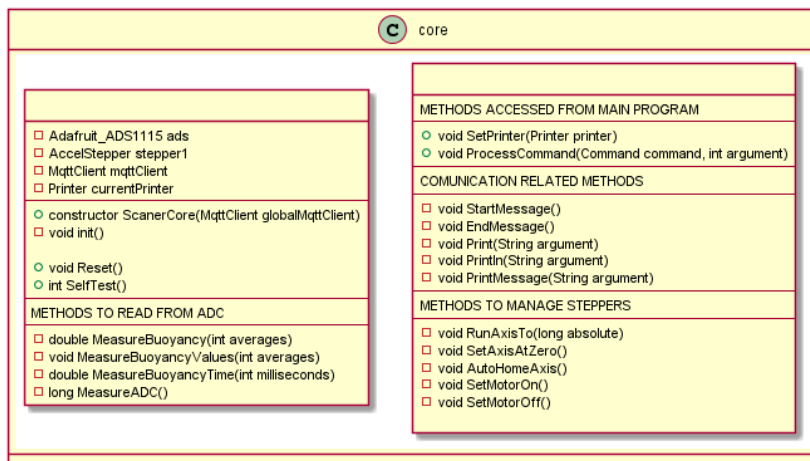 C core
Adafruit_ADS1115 ads
AccelStepper stepper1
MqttClient mqttClient
Printer currentPrinter
constructor ScanerCore(MqttClient globalMqttClient)
void init()
void Reset()
int SelfTest()
METHODS TO READ FROM ADC
double MeasureBuoyancy(int averages)
void MeasureBuoyancyValues(int averages)
double MeasureBuoyancyTime(int milliseconds)
long MeasureADC()
METHODS ACCESSED FROM MAIN PROGRAM
void SetPrinter(Printer printer)
void ProcessCommand(Command command, int argument)
COMUNICATION RELATED METHODS
void StartMessage()
void EndMessage()
void Print(String argument)
void Println(String argument)
void PrintMessage(String argument)
METHODS TO MANAGE STEPPERS
void RunAxisTo(long absolute)
void SetAxisAtZero()
void AutoHomeAxis()
void SetMotorOn()
void SetMotorOff()